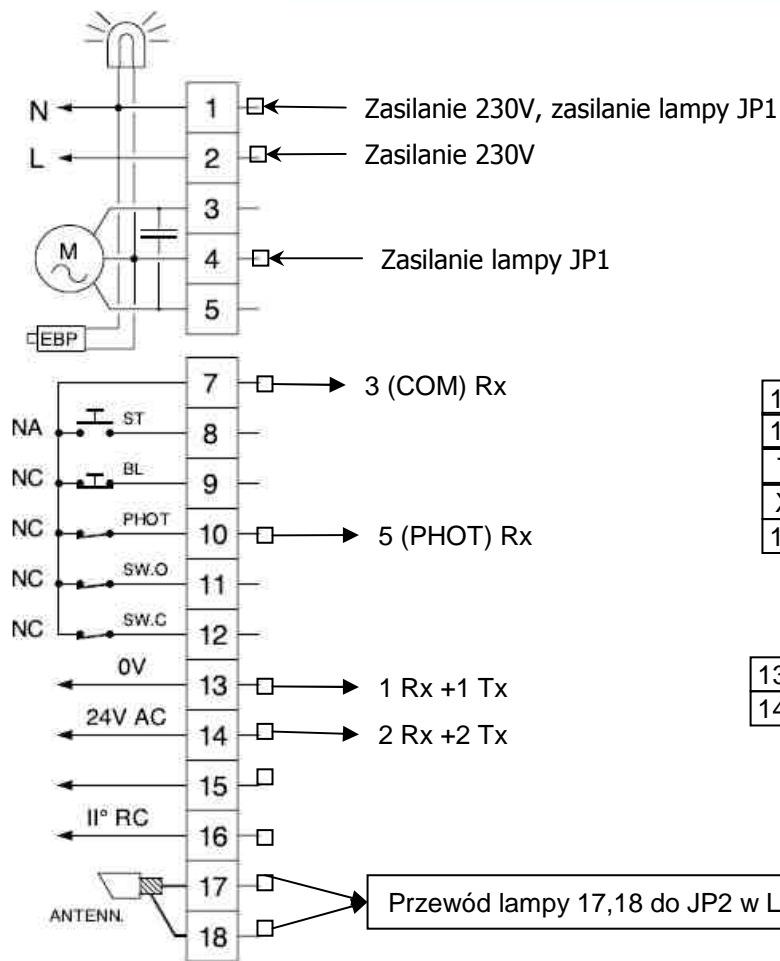 N 1 Zasilanie 230V, zasilanie lampy JP1
L 2 Zasilanie 230V
3
M 4 Zasilanie lampy JP1
5
EBP
7 3 (COM) Rx
NA ST 8
NC BL 9
NC PHOT 10 5 (PHOT) Rx
NC SW.O 11
NC SW.C 12
0V 13 1 Rx +1 Tx
24V AC 14 2 Rx +2 Tx
15
II° RC 16
17
ANTENN. 18
Przewód lampy 17,18 do JP2 w L
13
14